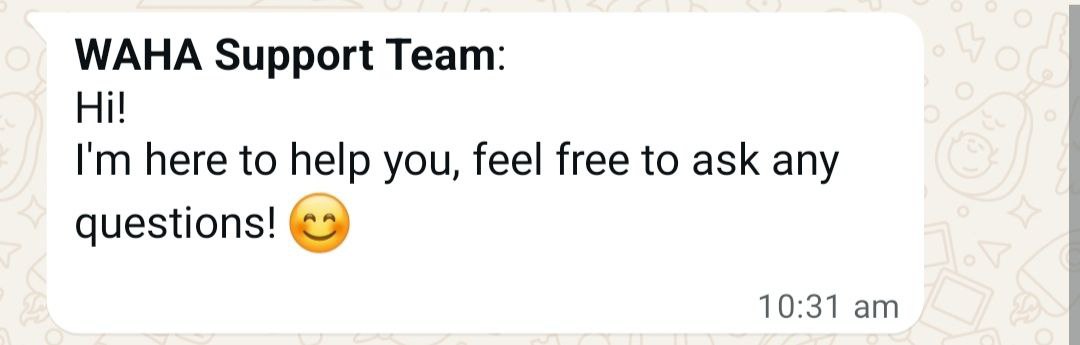 WAHA Support Team:
Hi!
I'm here to help you, feel free to ask any
questions! 😊
10:31 am